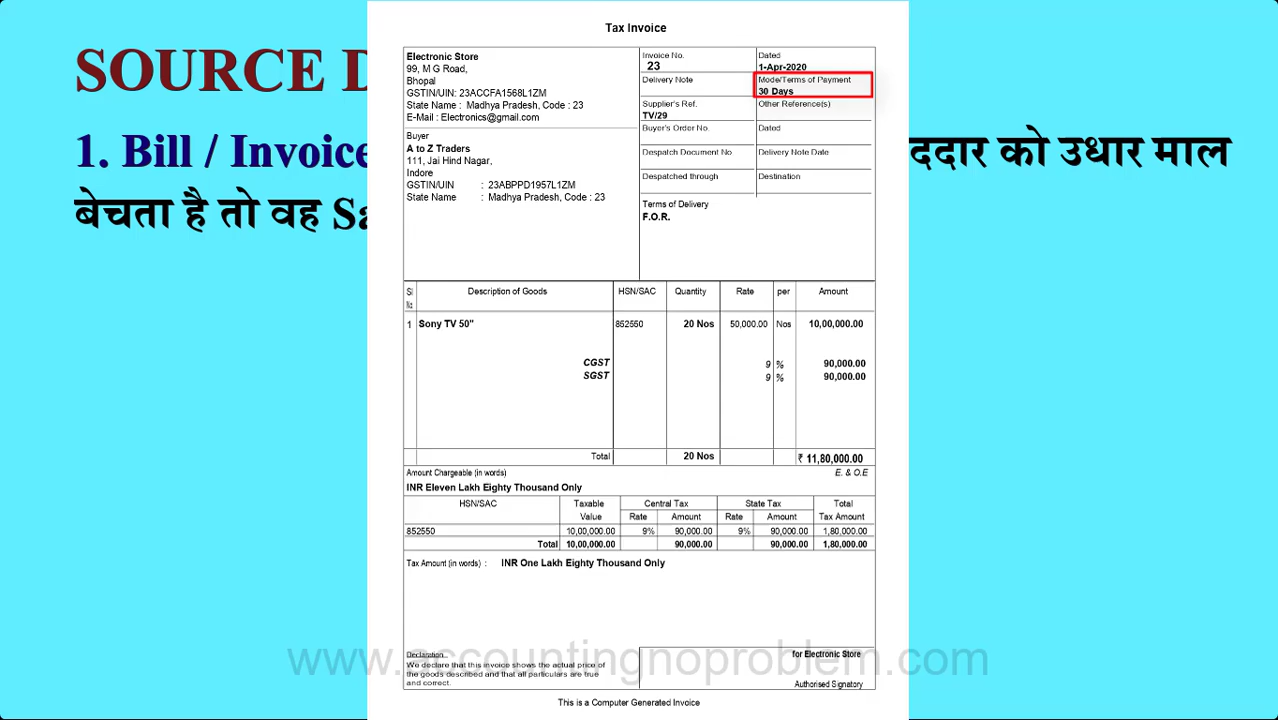 SOURCE D
1. Bill / Invoice
ददार को उधार माल
बेचता है तो वह Sa
Tax Invoice
Electronic Store
99, M G Road,
Bhopal
GSTIN/UIN: 23ACCFA1568L1ZM
State Name : Madhya Pradesh, Code : 23
E-Mail : Electronics@gmail.com
Buyer
A to Z Traders
111, Jai Hind Nagar,
Indore
GSTIN/UIN : 23ABPPD1957L1ZM
State Name : Madhya Pradesh, Code : 23
Invoice No. Dated
23 1-Apr-2020
Delivery Note Mode/Terms of Payment
30 Days
Supplier's Ref. Other Reference(s)
TV/29
Buyer's Order No. Dated
Despatch Document No Delivery Note Date
Despatched through Destination
Terms of Delivery
F.O.R.
Sl No. Description of Goods HSN/SAC Quantity Rate per Amount
1 Sony TV 50" 852550 20 Nos 50,000.00 Nos 10,00,000.00
CGST 9 % 90,000.00
SGST 9 % 90,000.00
Total 20 Nos ₹ 11,80,000.00
Amount Chargeable (in words) E. & O.E
INR Eleven Lakh Eighty Thousand Only
HSN/SAC Taxable Central Tax State Tax Total
Value Rate Amount Rate Amount Tax Amount
852550 10,00,000.00 9% 90,000.00 9% 90,000.00 1,80,000.00
Total 10,00,000.00 90,000.00 90,000.00 1,80,000.00
Tax Amount (in words) : INR One Lakh Eighty Thousand Only
www.accountingnoproblem.com
Declaration
We declare that this invoice shows the actual price of
the goods described and that all particulars are true
and correct.
for Electronic Store
Authorised Signatory
This is a Computer Generated Invoice